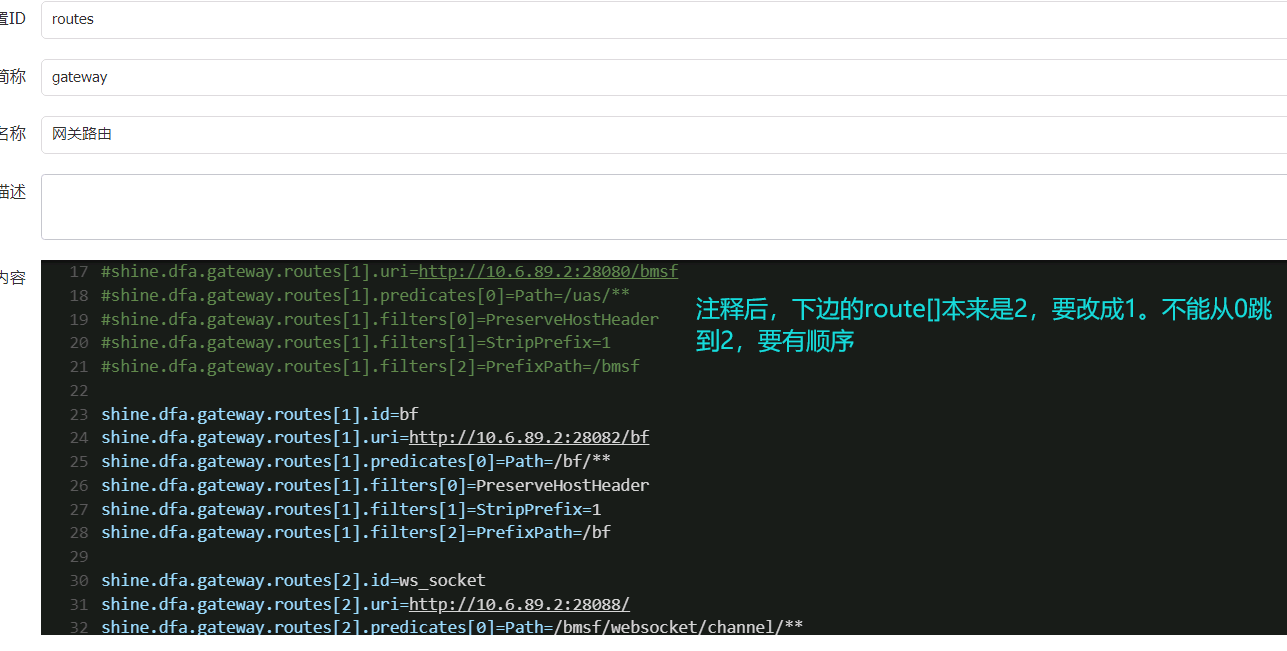 置ID
routes
简称
gateway
名称
网关路由
描述
内容
17 #shine.dfa.gateway.routes[1].uri=http://10.6.89.2:28080/bmsf
18 #shine.dfa.gateway.routes[1].predicates[0]=Path=/uas/**
19 #shine.dfa.gateway.routes[1].filters[0]=PreserveHostHeader
20 #shine.dfa.gateway.routes[1].filters[1]=StripPrefix=1
21 #shine.dfa.gateway.routes[1].filters[2]=PrefixPath=/bmsf
注释后，下边的route[]本来是2，要改成1。不能从0跳
到2，要有顺序
22
23 shine.dfa.gateway.routes[1].id=bf
24 shine.dfa.gateway.routes[1].uri=http://10.6.89.2:28082/bf
25 shine.dfa.gateway.routes[1].predicates[0]=Path=/bf/**
26 shine.dfa.gateway.routes[1].filters[0]=PreserveHostHeader
27 shine.dfa.gateway.routes[1].filters[1]=StripPrefix=1
28 shine.dfa.gateway.routes[1].filters[2]=PrefixPath=/bf
29
30 shine.dfa.gateway.routes[2].id=ws_socket
31 shine.dfa.gateway.routes[2].uri=http://10.6.89.2:28088/
32 shine.dfa.gateway.routes[2].predicates[0]=Path=/bmsf/websocket/channel/**